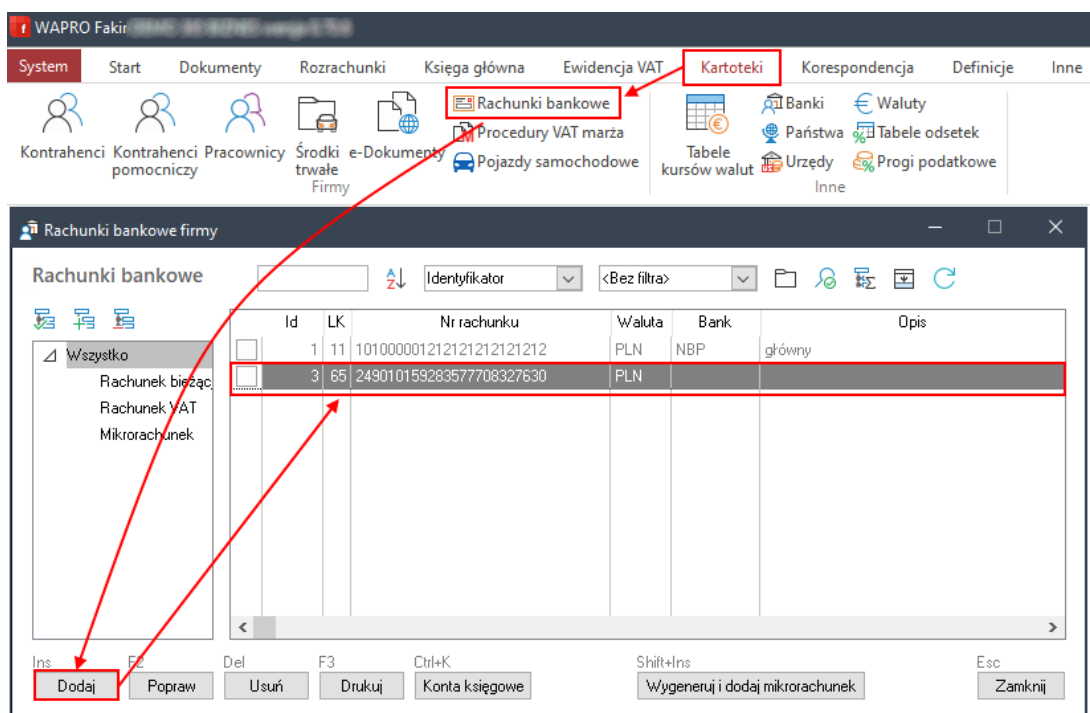 WAPRO Fakir
System Start Dokumenty Rozrachunki Księga główna Ewidencja VAT Kartoteki Korespondencja Definicje Inne
Rachunki bankowe Banki Waluty
Procedury VAT marża Państwa Tabele odsetek
Kontrahenci Kontrahenci pomocniczy Pracownicy Środki trwałe e-Dokumenty Pojazdy samochodowe Tabele kursów walut Urzędy Progi podatkowe
Firmy Inne
Rachunki bankowe firmy
Rachunki bankowe Identyfikator <Bez filtra>
Id LK Nr rachunku Waluta Bank Opis
Wszystko
1 11 101000001212121212121212 PLN NBP główny
Rachunek bieżąc
3 65 249010159283577708327630 PLN
Rachunek VAT
Mikrorachunek
Ins F2 Del F3 Ctrl+K Shift+Ins Esc
Dodaj Popraw Usuń Drukuj Konta księgowe Wygeneruj i dodaj mikrorachunek Zamknij